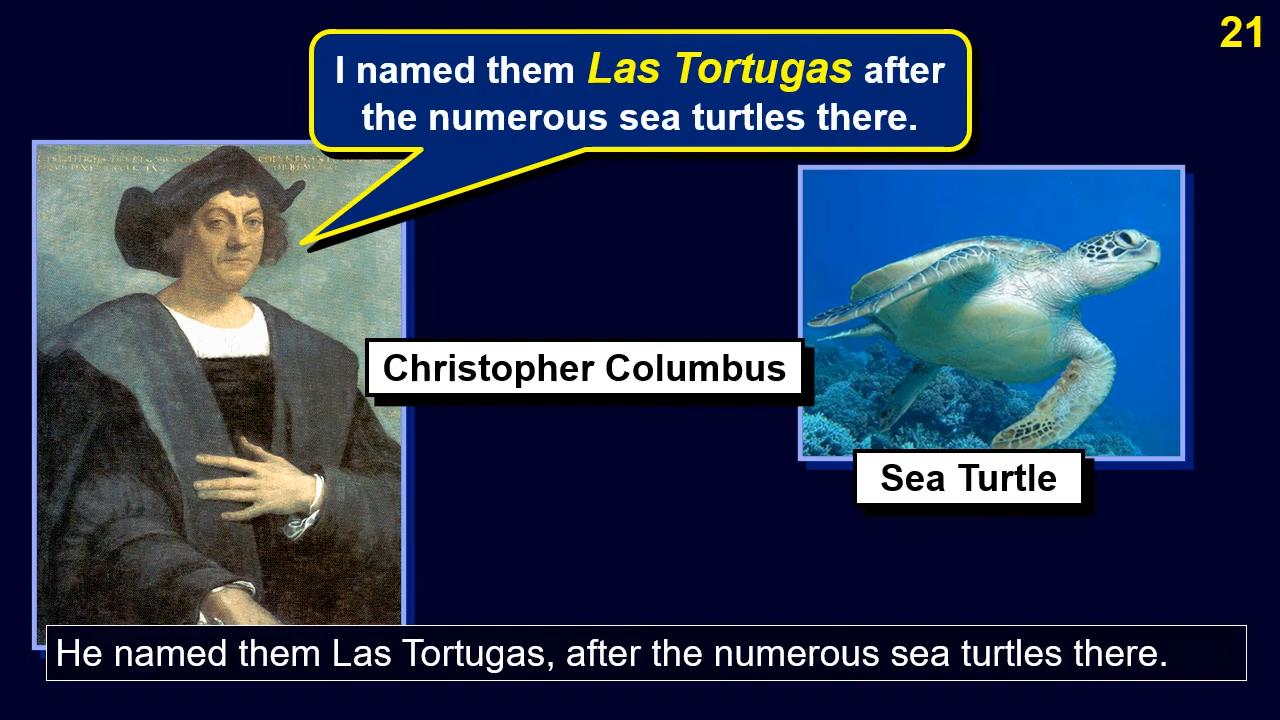 21
I named them Las Tortugas after
the numerous sea turtles there.
Christopher Columbus
Sea Turtle
He named them Las Tortugas, after the numerous sea turtles there.